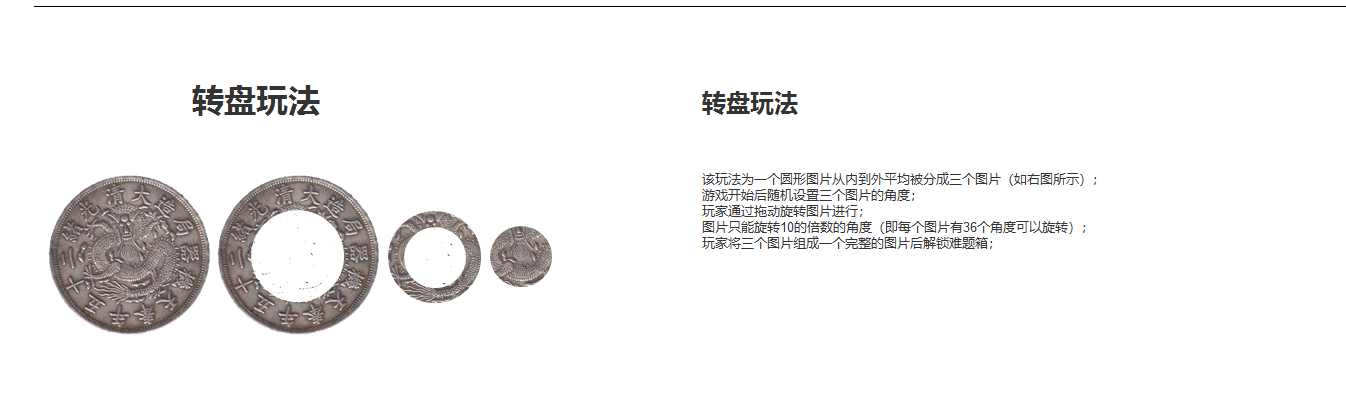 转盘玩法
转盘玩法
该玩法为一个圆形图片从内到外平均被分成三个图片（如右图所示）；
游戏开始后随机设置三个图片的角度；
玩家通过拖动旋转图片进行；
图片只能旋转10的倍数的角度（即每个图片有36个角度可以旋转）；
玩家将三个图片组成一个完整的图片后解锁难题箱；